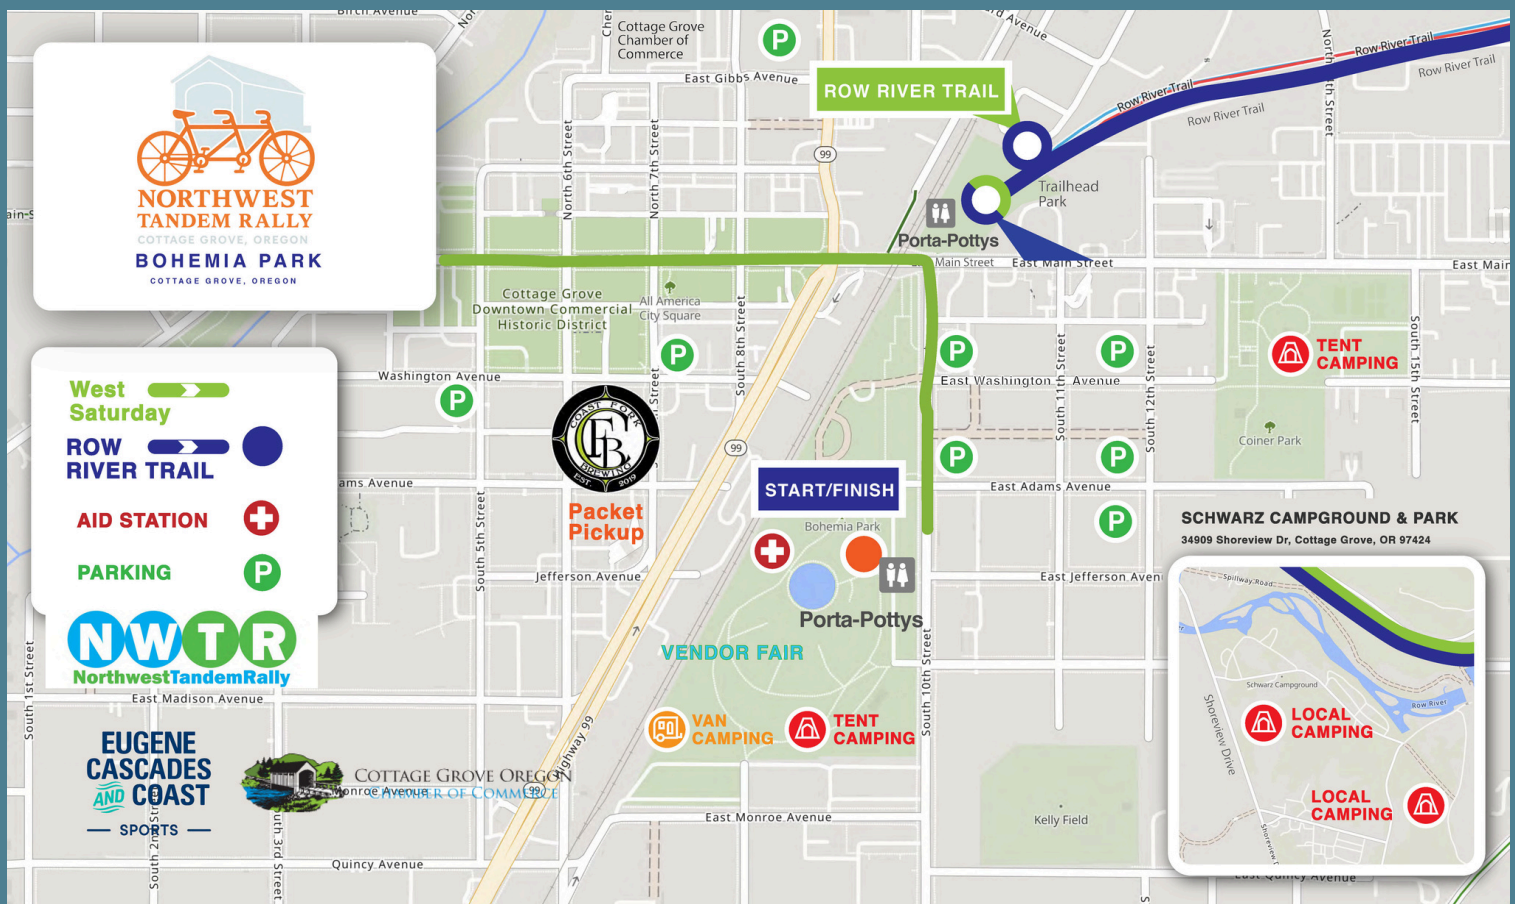 Birch Avenue
Cottage Grove
Chamber of
Commerce
P
East Gibbs Avenue
ROW RIVER TRAIL
Row River Trail
Row River Trail
Row River Trail
Row River Trail
99
North 6th Street
North 7th Street
Trailhead
Park
Porta-Pottys
Main Street
East Main Street
East Main
NORTHWEST
TANDEM RALLY
COTTAGE GROVE, OREGON
BOHEMIA PARK
COTTAGE GROVE, OREGON
Cottage Grove
Downtown Commercial
Historic District
All America
City Square
South 8th Street
P
P
P
TENT
CAMPING
South 15th Street
West
Saturday
ROW
RIVER TRAIL
AID STATION
PARKING
P
Washington Avenue
P
East Washington Avenue
South 11th Street
South 12th Street
COAST FORK
CFB
BREWING
EST. 2019
Packet
Pickup
99
P
P
Coiner Park
ams Avenue
START/FINISH
East Adams Avenue
P
Bohemia Park
South 5th Street
Jefferson Avenue
East Jefferson Aven
Porta-Pottys
VENDOR FAIR
South 10th Street
SCHWARZ CAMPGROUND & PARK
34909 Shoreview Dr, Cottage Grove, OR 97424
Spillway Road
Schwarz Campground
Row River
Shoreview Drive
LOCAL
CAMPING
LOCAL
CAMPING
NWTR
NorthwestTandemRally
South 1st Street
East Madison Avenue
VAN
CAMPING
TENT
CAMPING
EUGENE
CASCADES
AND COAST
SPORTS
COTTAGE GROVE OREGON
CHAMBER OF COMMERCE
Monroe Avenue
99
Highway 99
East Monroe Avenue
Kelly Field
South 2nd Street
South 3rd Street
Quincy Avenue
East Quincy Avenue